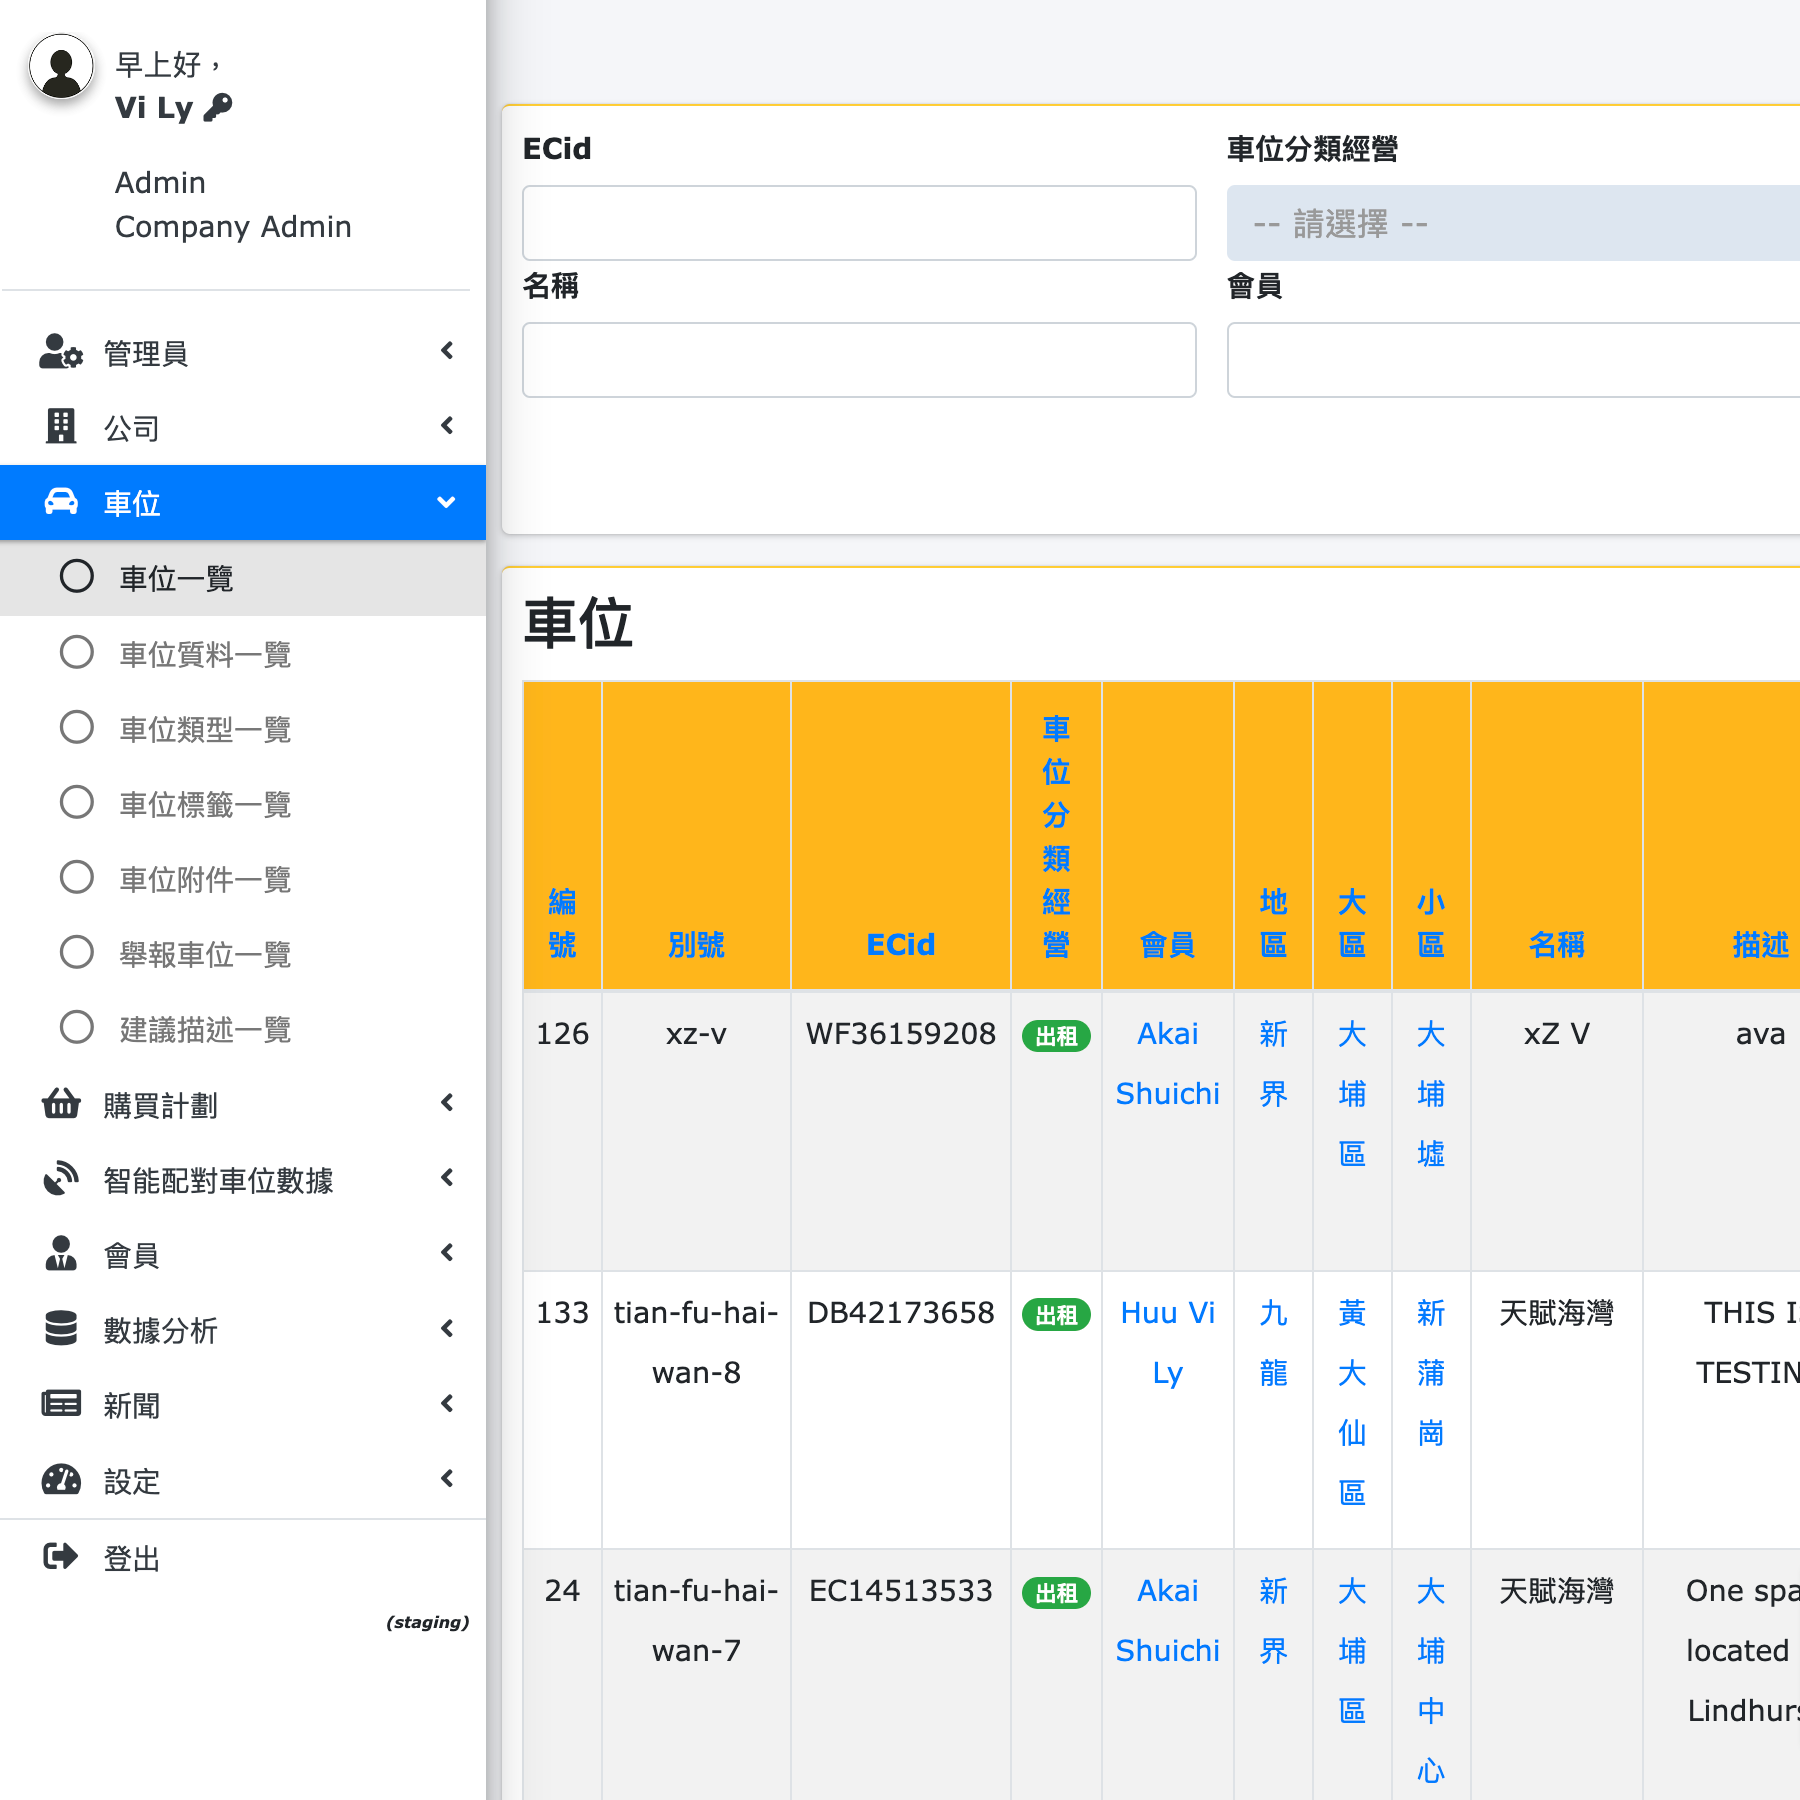 早上好，
Vi Ly
Admin
Company Admin
管理員
公司
車位
車位一覽
車位質料一覽
車位類型一覽
車位標籤一覽
車位附件一覽
舉報車位一覽
建議描述一覽
購買計劃
智能配對車位數據
會員
數據分析
新聞
設定
登出
(staging)
ECid
車位分類經營
-- 請選擇 --
名稱
會員
車位
編號
別號
ECid
車位分類經營
會員
地區
大區
小區
名稱
描述
126
xz-v
WF36159208
出租
Akai
Shuichi
新界
大埔區
大埔墟
xZ V
ava
133
tian-fu-hai-
wan-8
DB42173658
出租
Huu Vi
Ly
九龍
黃大仙區
新蒲崗
天賦海灣
THIS
TESTIN
24
tian-fu-hai-
wan-7
EC14513533
出租
Akai
Shuichi
新界
大埔區
大埔中心
天賦海灣
One spa
located
Lindhurs